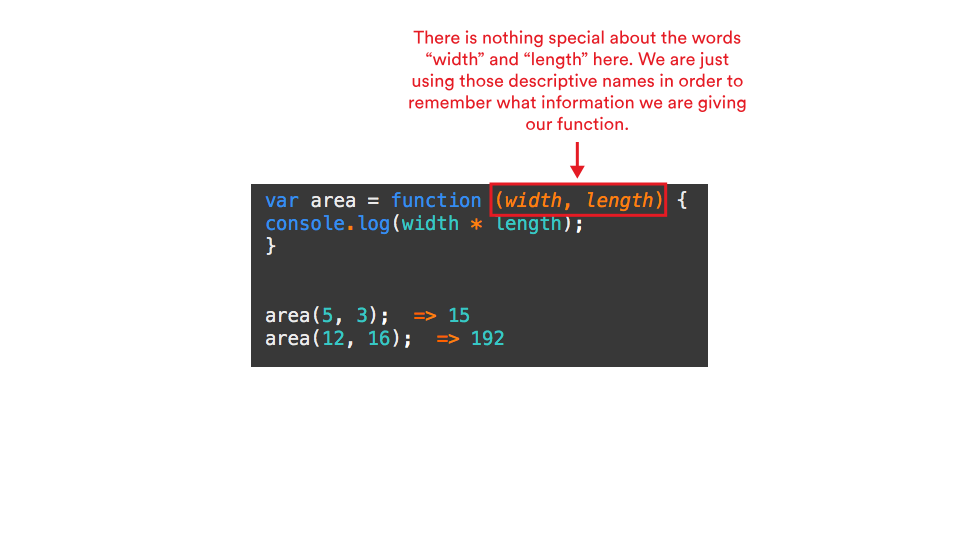 There is nothing special about the words
“width” and “length” here. We are just
using those descriptive names in order to
remember what information we are giving
our function.
var area = function (width, length) {
console.log(width * length);
}
area(5, 3);  => 15
area(12, 16);  => 192